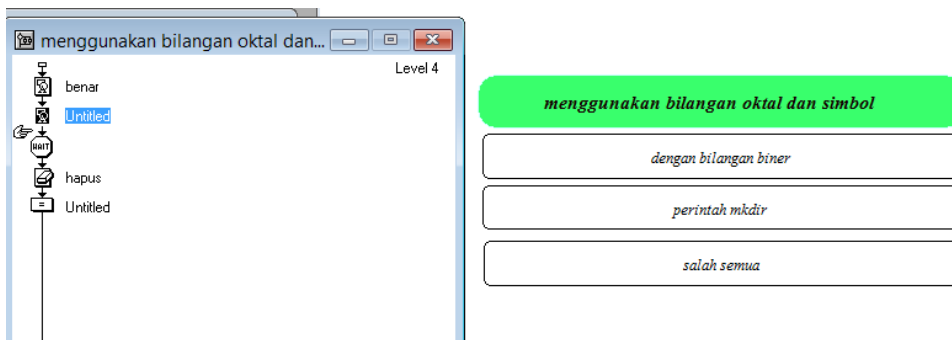 menggunakan bilangan oktal dan...
Level 4
benar
Untitled
WAIT
hapus
=
Untitled
menggunakan bilangan oktal dan simbol
dengan bilangan biner
perintah mkdir
salah semua